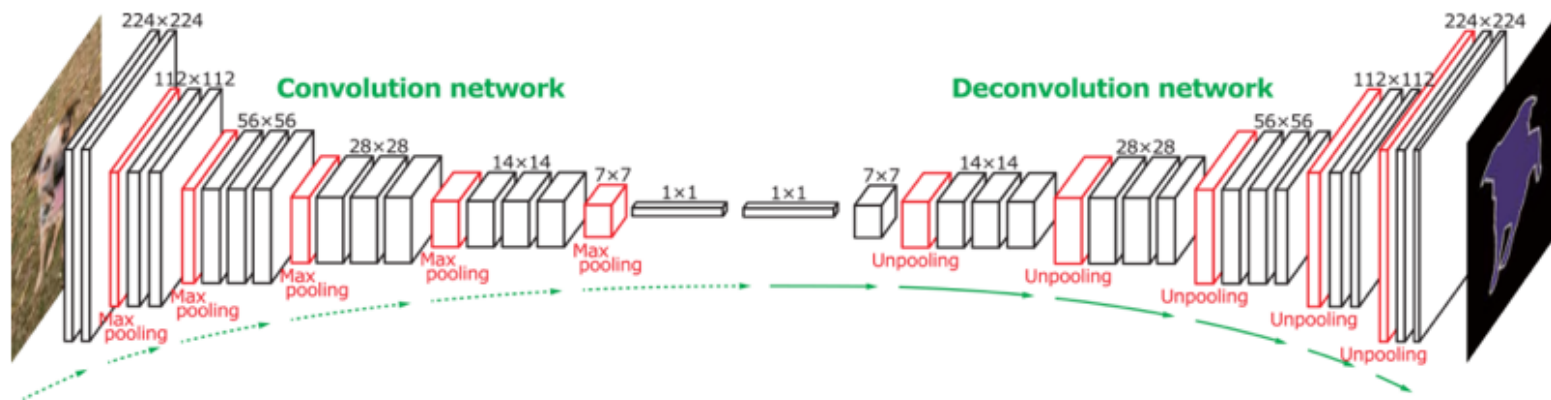 224×224
112×112
56×56
28×28
14×14
7×7
1×1
1×1
7×7
14×14
28×28
56×56
112×112
224×224
Convolution network
Deconvolution network
Max
pooling
Max
pooling
Max
pooling
Max
pooling
Max
pooling
Unpooling
Unpooling
Unpooling
Unpooling
Unpooling